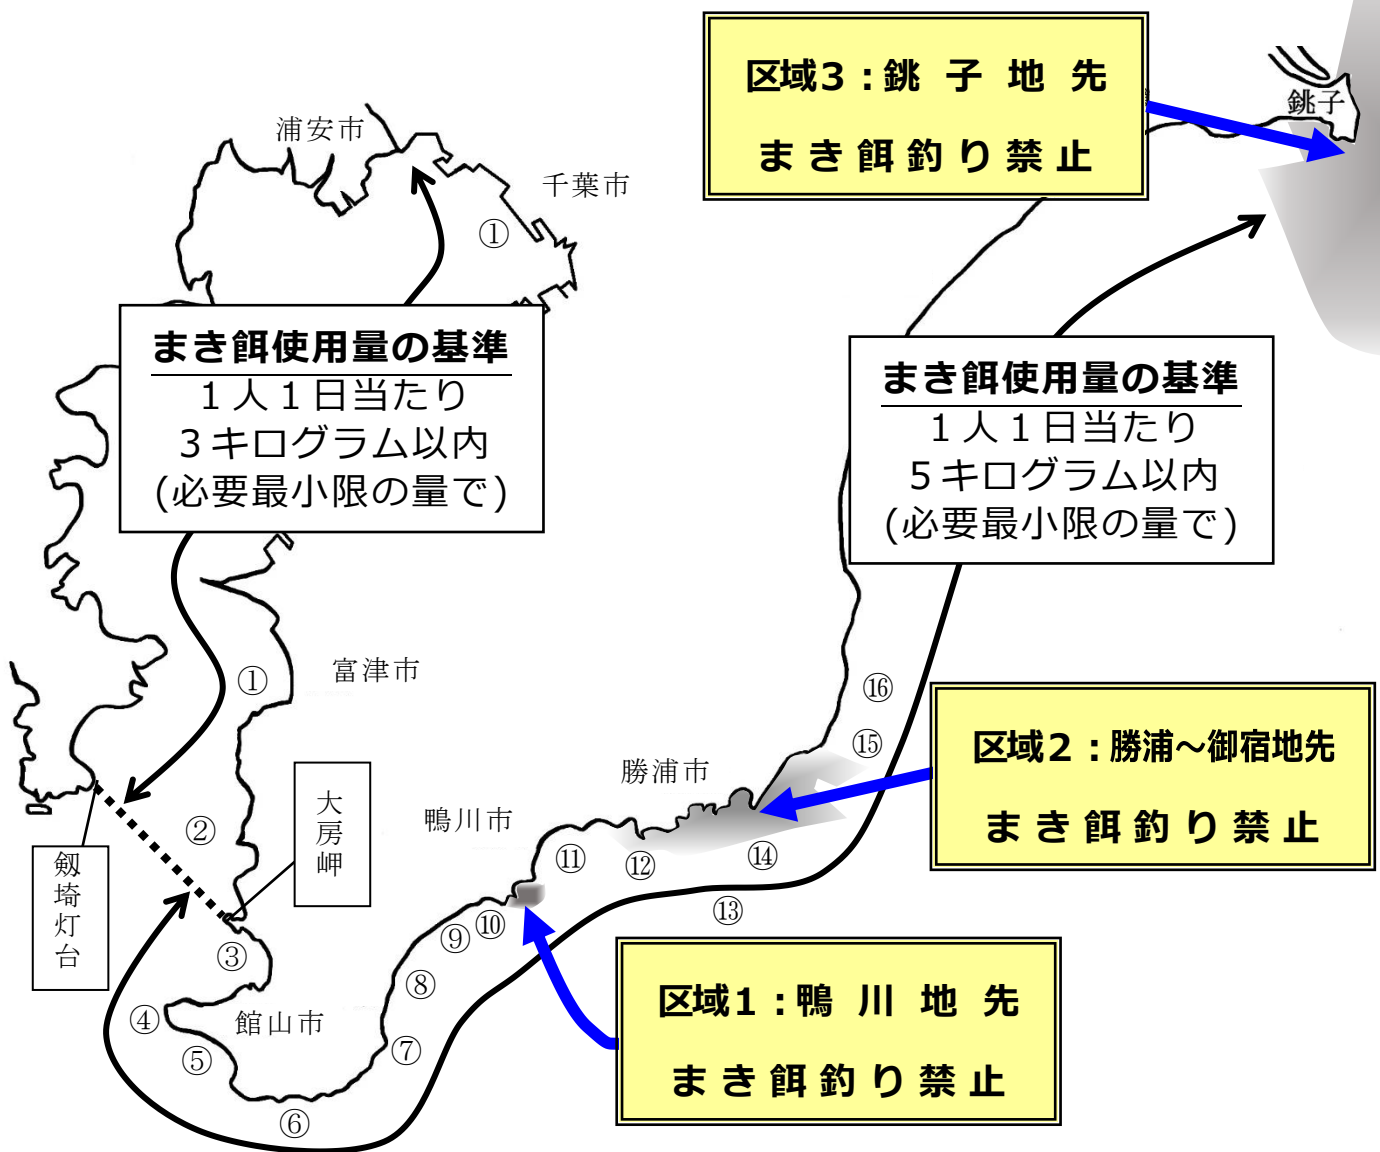 区域3：銚子地先
まき餌釣り禁止
銚子
浦安市
千葉市
①
まき餌使用量の基準
１人１日当たり
３キログラム以内
(必要最小限の量で)
まき餌使用量の基準
１人１日当たり
５キログラム以内
(必要最小限の量で)
富津市
①
⑯
⑮
区域2：勝浦～御宿地先
まき餌釣り禁止
勝浦市
鴨川市
大房岬
②
剱埼灯台
⑪
⑫
⑭
⑬
⑩
⑨
③
⑧
区域1：鴨川地先
まき餌釣り禁止
④
館山市
⑤
⑦
⑥